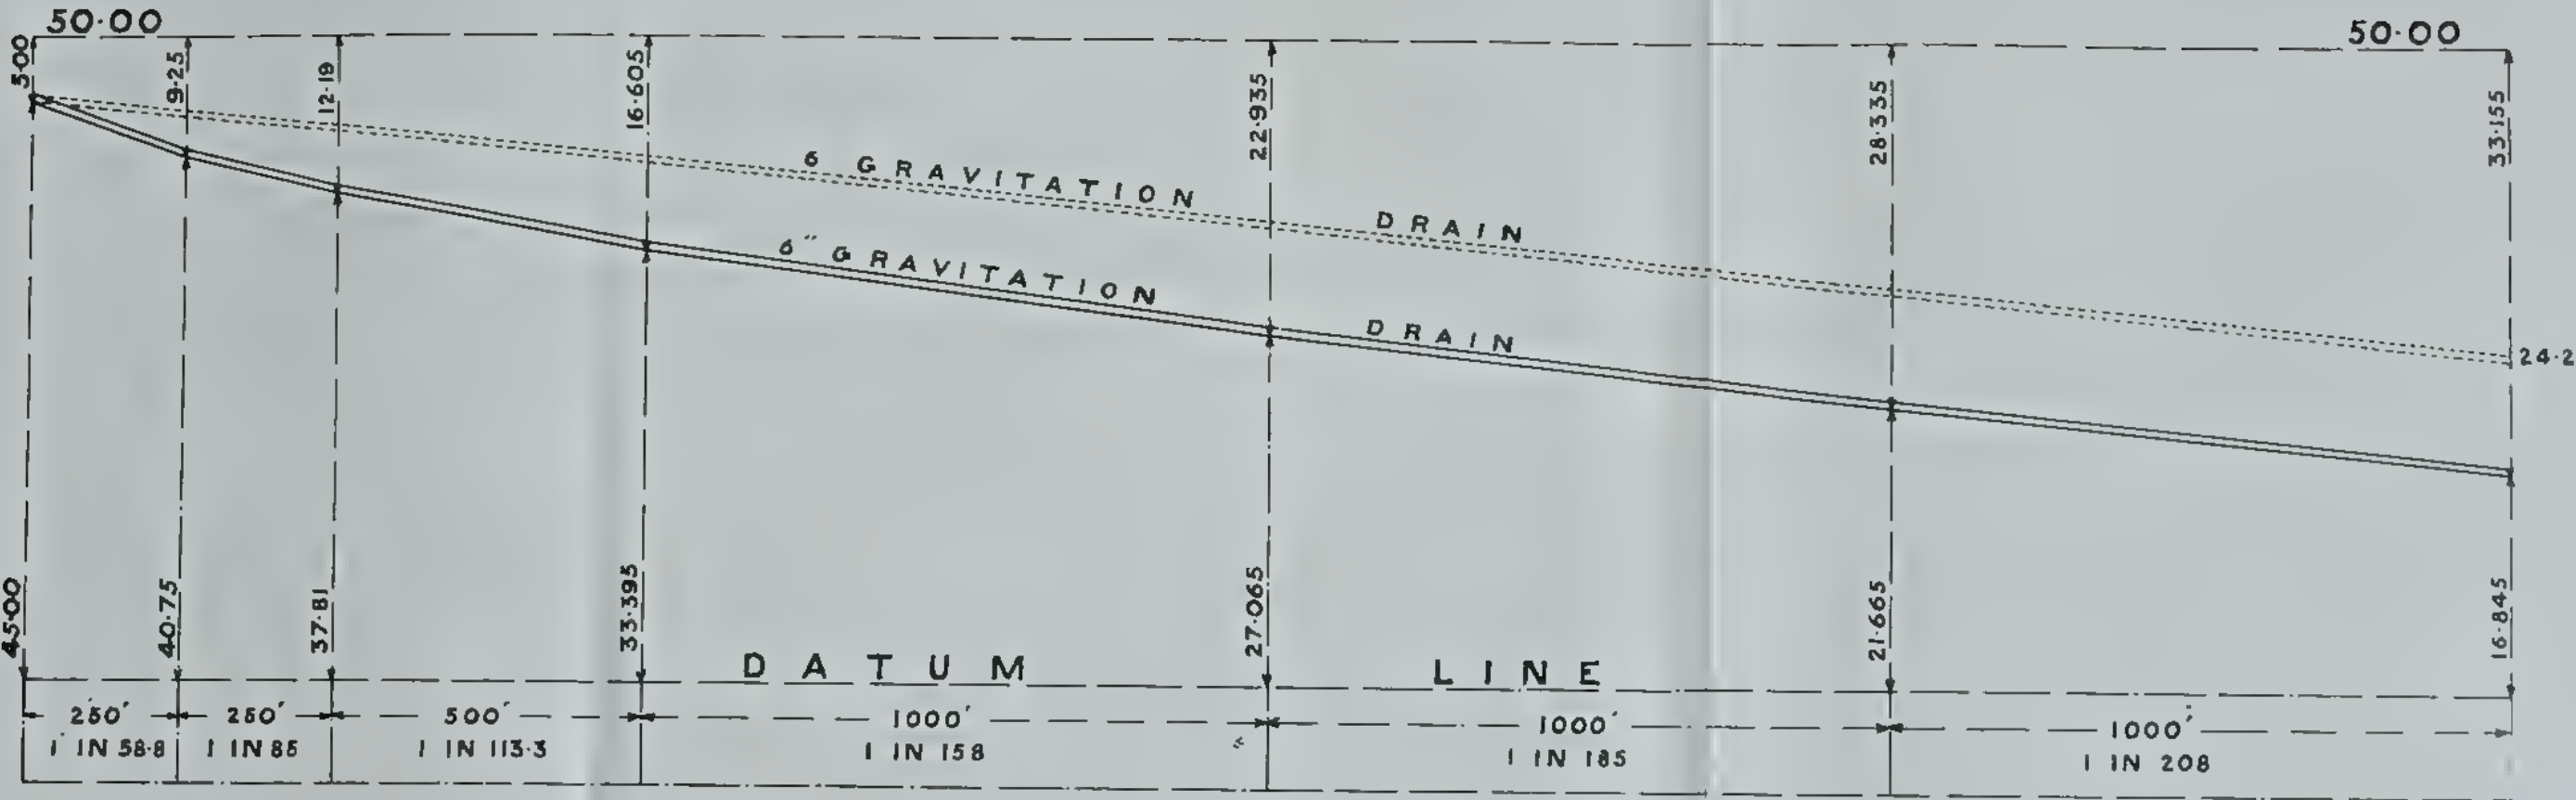 50·00 50·00
5·00 9·25 12·19 16·605 22·935 28·335 33·155
6 GRAVITATION DRAIN
6" GRAVITATION DRAIN
24·2
45·00 40·75 37·81 33·395 27·065 21·665 16·845
DATUM LINE
250' 250' 500' 1000' 1000' 1000'
1 IN 58·8 1 IN 85 1 IN 113·3 1 IN 158 1 IN 185 1 IN 208